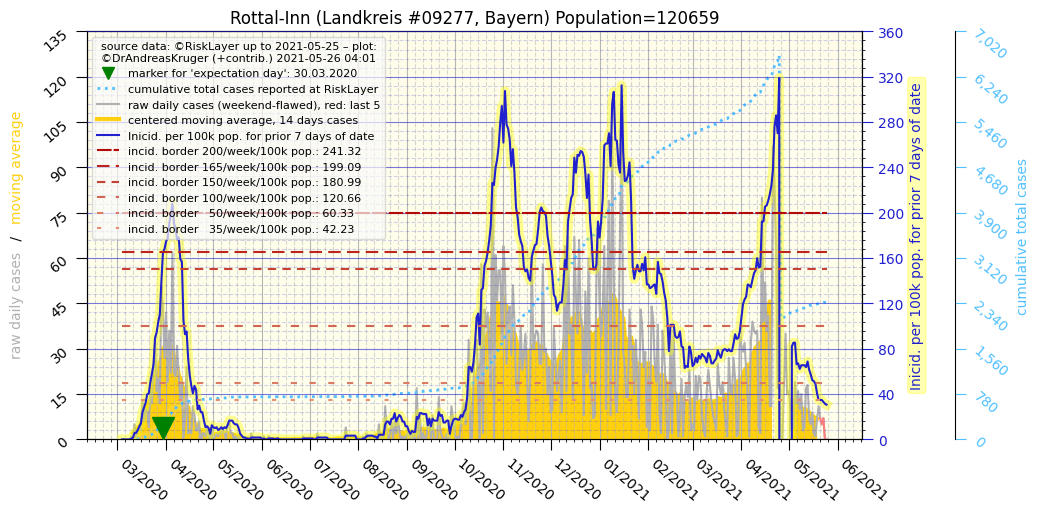 Rottal-Inn (Landkreis #09277, Bayern) Population=120659
source data: ©RiskLayer up to 2021-05-25 – plot:
©DrAndreasKruger (+contrib.) 2021-05-26 04:01
marker for 'expectation day': 30.03.2020
cumulative total cases reported at RiskLayer
raw daily cases (weekend-flawed), red: last 5
centered moving average, 14 days cases
Inicid. per 100k pop. for prior 7 days of date
incid. border 200/week/100k pop.: 241.32
incid. border 165/week/100k pop.: 199.09
incid. border 150/week/100k pop.: 180.99
incid. border 100/week/100k pop.: 120.66
incid. border 50/week/100k pop.: 60.33
incid. border 35/week/100k pop.: 42.23
raw daily cases / moving average
135
120
105
90
75
60
45
30
15
0
03/2020
04/2020
05/2020
06/2020
07/2020
08/2020
09/2020
10/2020
11/2020
12/2020
01/2021
02/2021
03/2021
04/2021
05/2021
06/2021
360
320
280
240
200
160
120
80
40
0
Inicid. per 100k pop. for prior 7 days of date
7,020
6,240
5,460
4,680
3,900
3,120
2,340
1,560
780
0
cumulative total cases